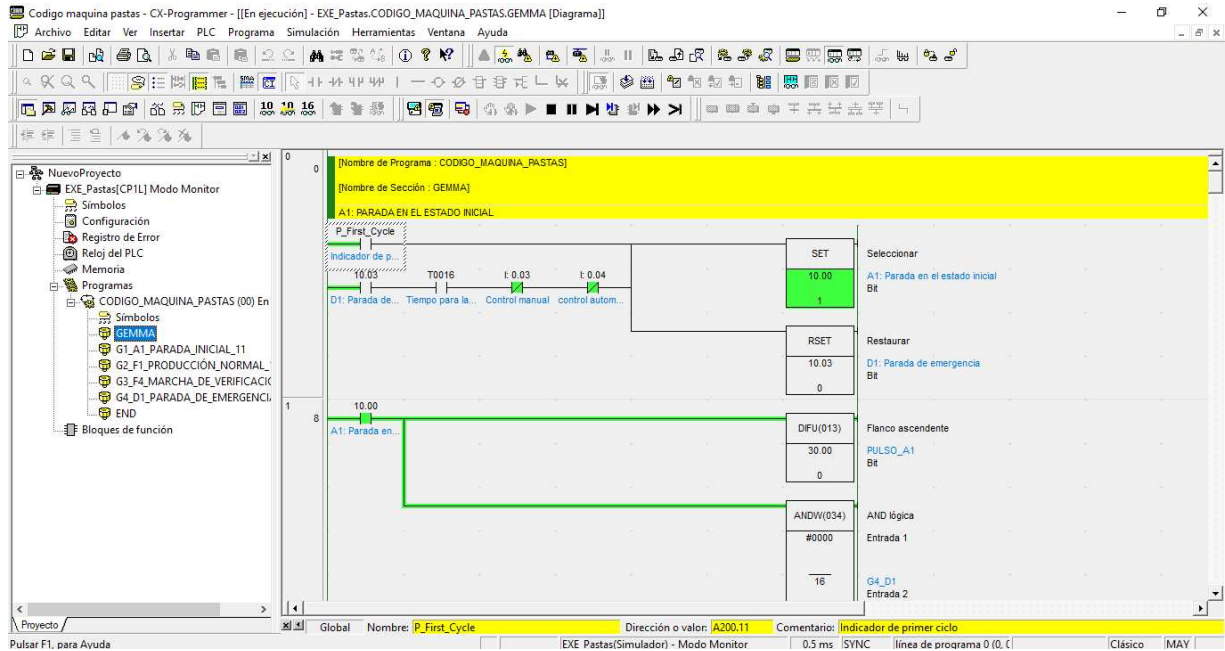 Codigo maquina pastas - CX-Programmer - [[En ejecución] - EXE_Pastas.CODIGO_MAQUINA_PASTAS.GEMMA [Diagrama]]
Archivo Editar Ver Insertar PLC Programa Simulación Herramientas Ventana Ayuda
10 10 16
NuevoProyecto
EXE_Pastas[CP1L] Modo Monitor
Símbolos
Configuración
Registro de Error
Reloj del PLC
Memoria
Programas
CODIGO_MAQUINA_PASTAS (00) En
Símbolos
GEMMA
G1_A1_PARADA_INICIAL_11
G2_F1_PRODUCCIÓN_NORMAL_
G3_F4_MARCHA_DE_VERIFICACI
G4_D1_PARADA_DE_EMERGENCI
END
Bloques de función
Proyecto
0
0
[Nombre de Programa : CODIGO_MAQUINA_PASTAS]
[Nombre de Sección : GEMMA]
A1: PARADA EN EL ESTADO INICIAL
P_First_Cycle
Indicador de p...
SET
Seleccionar
10.00
A1: Parada en el estado inicial
Bit
1
10.03 T0016 I: 0.03 I: 0.04
D1: Parada de... Tiempo para la... Control manual control autom...
RSET
Restaurar
10.03
D1: Parada de emergencia
Bit
0
1
8
10.00
A1: Parada en...
DIFU(013)
Flanco ascendente
30.00
PULSO_A1
Bit
0
ANDW(034)
AND lógica
#0000
Entrada 1
16
G4_D1
Entrada 2
Global Nombre: P_First_Cycle Dirección o valor: A200.11 Comentario: Indicador de primer ciclo
Pulsar F1, para Ayuda EXE_Pastas(Simulador) - Modo Monitor 0.5 ms SYNC línea de programa 0 (0, Clásico MAY